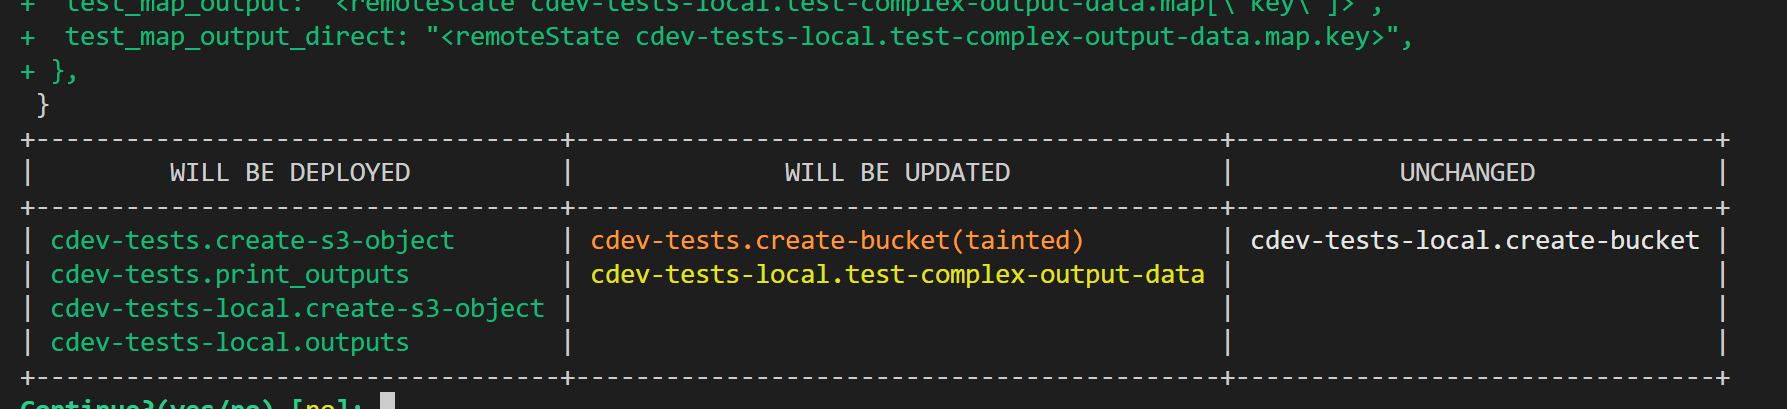 +  test_map_output: "<remoteState cdev-tests-local.test-complex-output-data.map[\"key\"]>",
+  test_map_output_direct: "<remoteState cdev-tests-local.test-complex-output-data.map.key>",
+ },
 }
+-----------------------------------+-------------------------------------------+--------------------------------+
|         WILL BE DEPLOYED          |              WILL BE UPDATED              |           UNCHANGED            |
+-----------------------------------+-------------------------------------------+--------------------------------+
| cdev-tests.create-s3-object       | cdev-tests.create-bucket(tainted)         | cdev-tests-local.create-bucket |
| cdev-tests.print_outputs          | cdev-tests-local.test-complex-output-data |                                |
| cdev-tests-local.create-s3-object |                                           |                                |
| cdev-tests-local.outputs          |                                           |                                |
+-----------------------------------+-------------------------------------------+--------------------------------+
Continue?(yes/no) [no]: